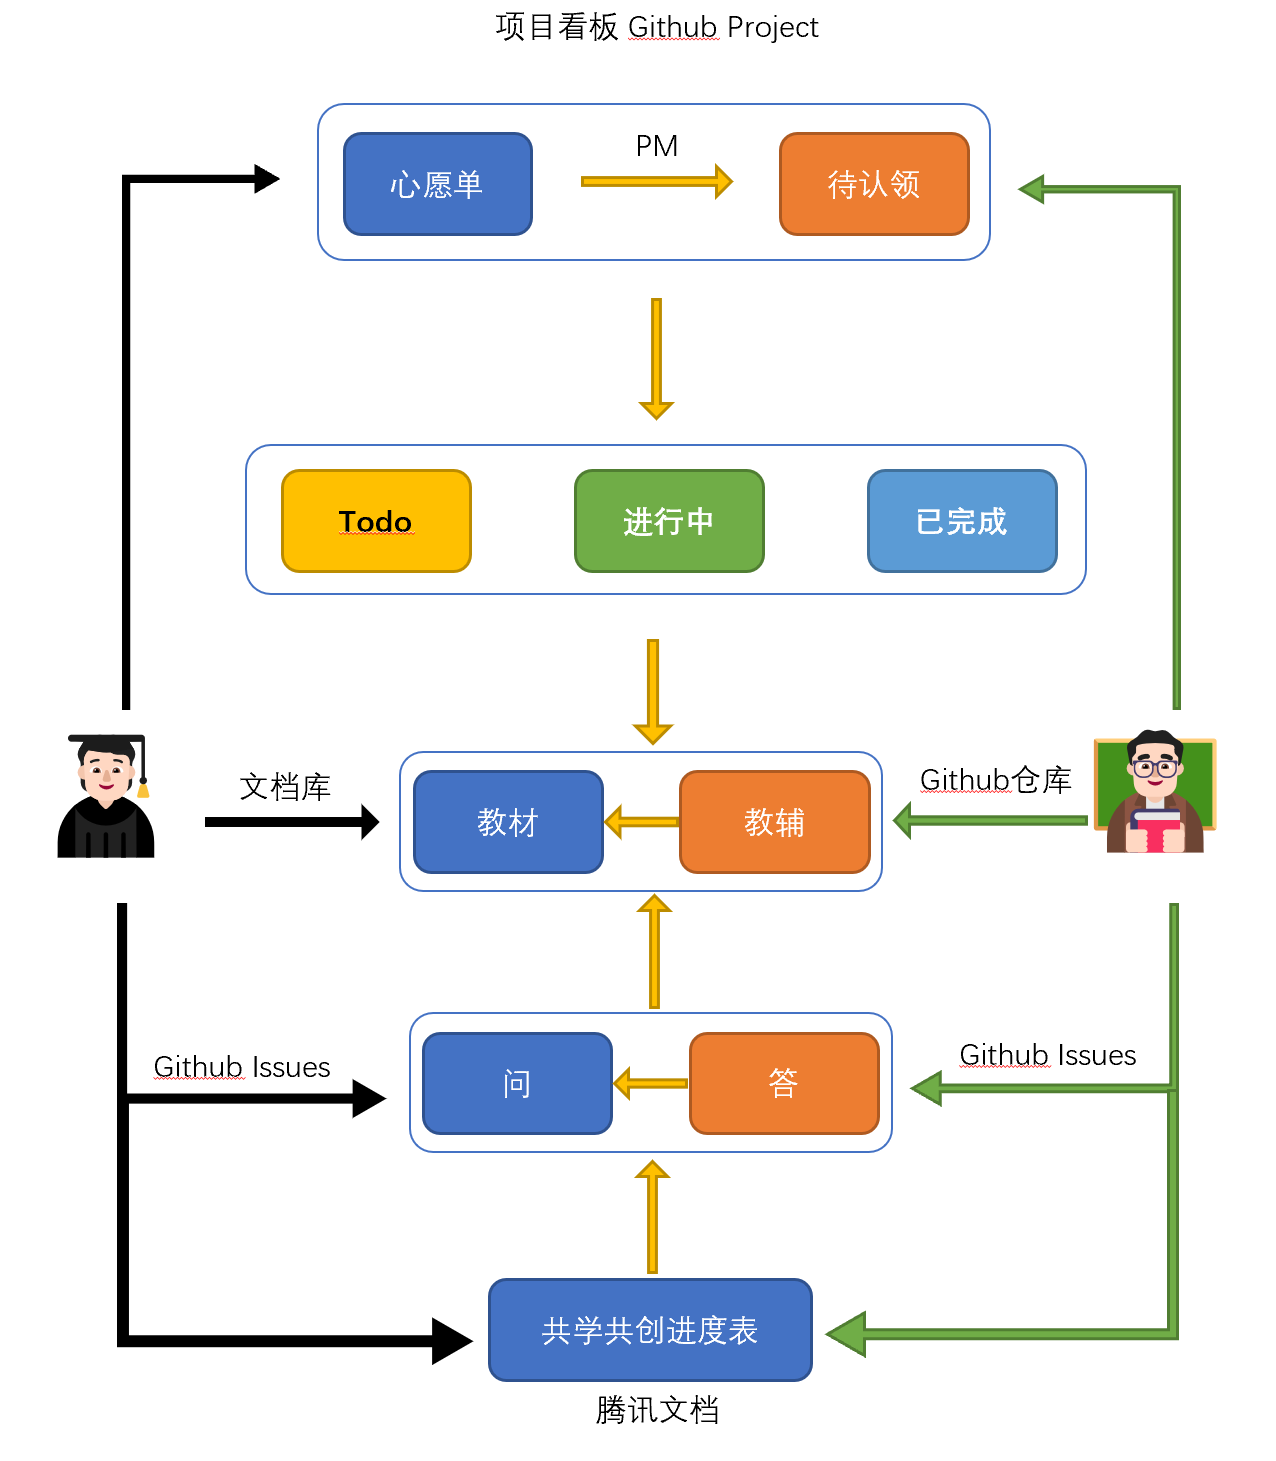 项目看板 Github Project
PM
心愿单
待认领
Todo
进行中
已完成
文档库
Github仓库
教材
教辅
Github Issues
Github Issues
问
答
共学共创进度表
腾讯文档